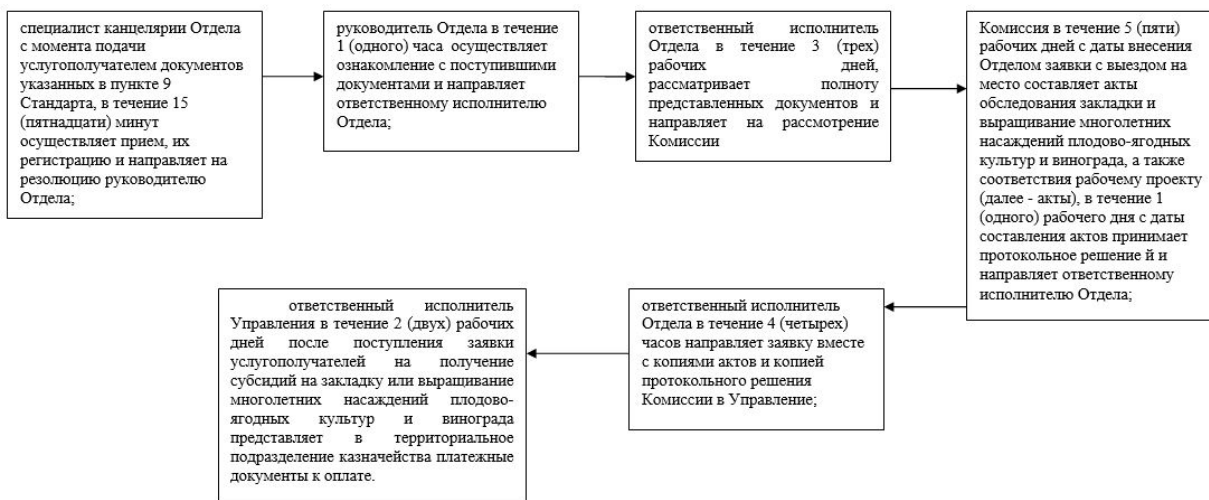 специалист канцелярии Отдела
с момента подачи
услугополучателем документов
указанных в пункте 9
Стандарта, в течение 15
(пятнадцати) минут
осуществляет прием, их
регистрацию и направляет на
резолюцию руководителю
Отдела;
руководитель Отдела в течение
1 (одного) часа осуществляет
ознакомление с поступившими
документами и направляет
ответственному исполнителю
Отдела;
ответственный исполнитель
Отдела в течение 3 (трех)
рабочих дней,
рассматривает полноту
представленных документов и
направляет на рассмотрение
Комиссии
Комиссия в течение 5 (пяти)
рабочих дней с даты внесения
Отделом заявки с выездом на
место составляет акты
обследования закладки и
выращивание многолетних
насаждений плодово-ягодных
культур и винограда, а также
соответствия рабочему проекту
(далее - акты), в течение 1
(одного) рабочего дня с даты
составления актов принимает
протокольное решение й и
направляет ответственному
исполнителю Отдела;
ответственный исполнитель
Отдела в течение 4 (четырех)
часов направляет заявку вместе
с копиями актов и копией
протокольного решения
Комиссии в Управление;
ответственный исполнитель
Управления в течение 2 (двух) рабочих
дней после поступления заявки
услугополучателей на получение
субсидий на закладку или выращивание
многолетних насаждений плодово-
ягодных культур и винограда
представляет в территориальное
подразделение казначейства платежные
документы к оплате.